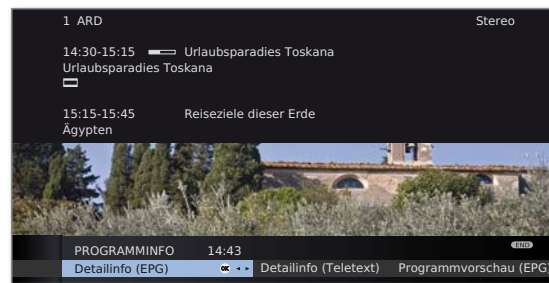 1 ARD Stereo
14:30-15:15 Urlaubsparadies Toskana
Urlaubsparadies Toskana
15:15-15:45 Reiseziele dieser Erde
Ägypten
PROGRAMMINFO 14:43 END
Detailinfo (EPG) OK Detailinfo (Teletext) Programmvorschau (EPG)